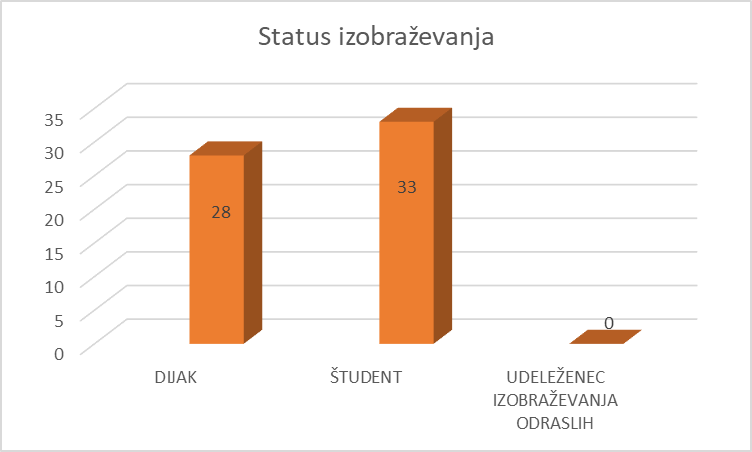 Status izobraževanja
35
30
25
20
15
10
5
0
28
33
0
DIJAK
ŠTUDENT
UDELEŽENEC
IZOBRAŽEVANJA
ODRASLIH